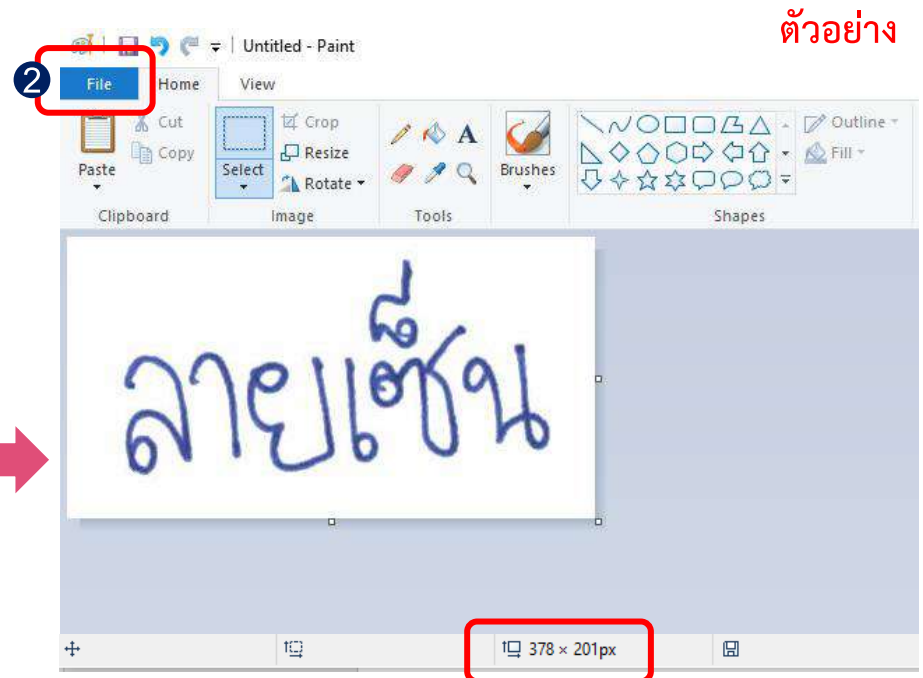 ตัวอย่าง
Untitled - Paint
2
File Home View
Paste
Cut
Copy
Clipboard
Select
Crop
Resize
Rotate
Image
A
Tools
Brushes
Outline
Fill
Shapes
ลายเซ็น
378 × 201px